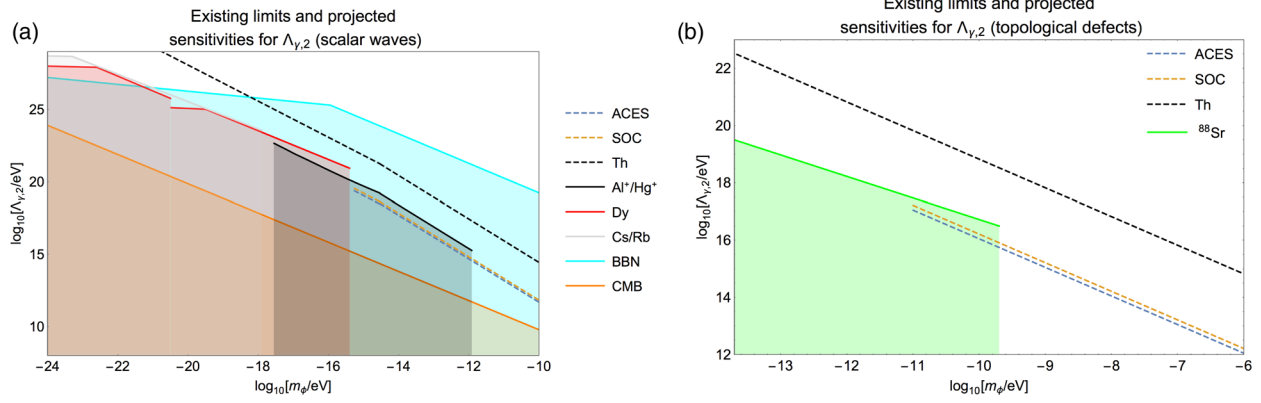 (a)
Existing limits and projected
sensitivities for Λγ,2 (scalar waves)
log10[Λγ,2/eV]
25
20
15
10
−24 −22 −20 −18 −16 −14 −12 −10
log10[mϕ/eV]
ACES
SOC
Th
Al+/Hg+
Dy
Cs/Rb
BBN
CMB
(b)
Existing limits and projected
sensitivities for Λγ,2 (topological defects)
log10[Λγ,2/eV]
22
20
18
16
14
12
−13 −12 −11 −10 −9 −8 −7 −6
log10[mϕ/eV]
ACES
SOC
Th
88Sr